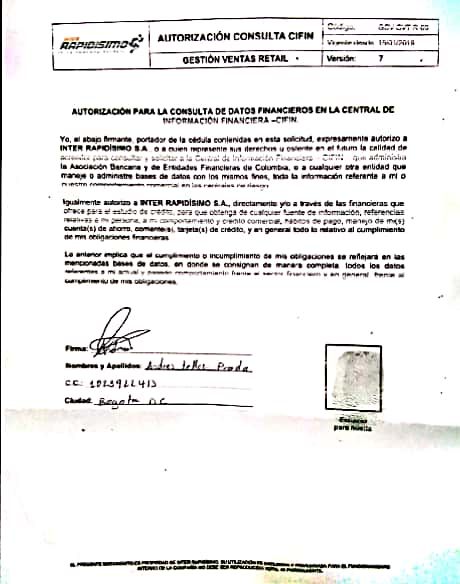 INTER
RAPIDISIMO
AUTORIZACIÓN CONSULTA CIFIN
GESTIÓN VENTAS RETAIL
Código:
Vigente desde:
Versión: 7
AUTORIZACIÓN PARA LA CONSULTA DE DATOS FINANCIEROS EN LA CENTRAL DE
INFORMACIÓN FINANCIERA –CIFIN.
Yo, el abajo firmante, portador de la cédula contenidas en esta solicitud, expresamente autorizo a
INTER RAPIDÍSIMO S.A. o a quien represente sus derechos u ostente en el futuro la calidad de
acreedor para consultar y solicitar a la Central de Información Financiera – CIFIN - que administra
la Asociación Bancaria y de Entidades Financieras de Colombia, o a cualquier otra entidad que
maneje o administre bases de datos con los mismos fines, toda la información referente a mi o
nuestro comportamiento comercial en las centrales de riesgo.
Igualmente autorizo a INTER RAPIDÍSIMO S.A., directamente y/o a través de las financieras que
ofrece para el estudio de crédito, para que obtenga de cualquier fuente de información, referencias
relativas a mi persona, a mi comportamiento y crédito comercial, hábitos de pago, manejo de mi(s)
cuenta(s) de ahorro, corriente(s), tarjeta(s) de crédito, y en general todo lo relativo al cumplimiento
de mis obligaciones financieras.
La anterior implica que el cumplimiento o incumplimiento de mis obligaciones se reflejará en las
mencionadas bases de datos, en donde se consignan de manera completa, todos los datos
referentes a mi actual y pasado comportamiento frente al sector financiero y en general, frente al
cumplimiento de mis obligaciones.
Firma:
Nombres y Apellidos: Andres Prada
C.C: 1023922413
Ciudad: Bogota DC
para huella